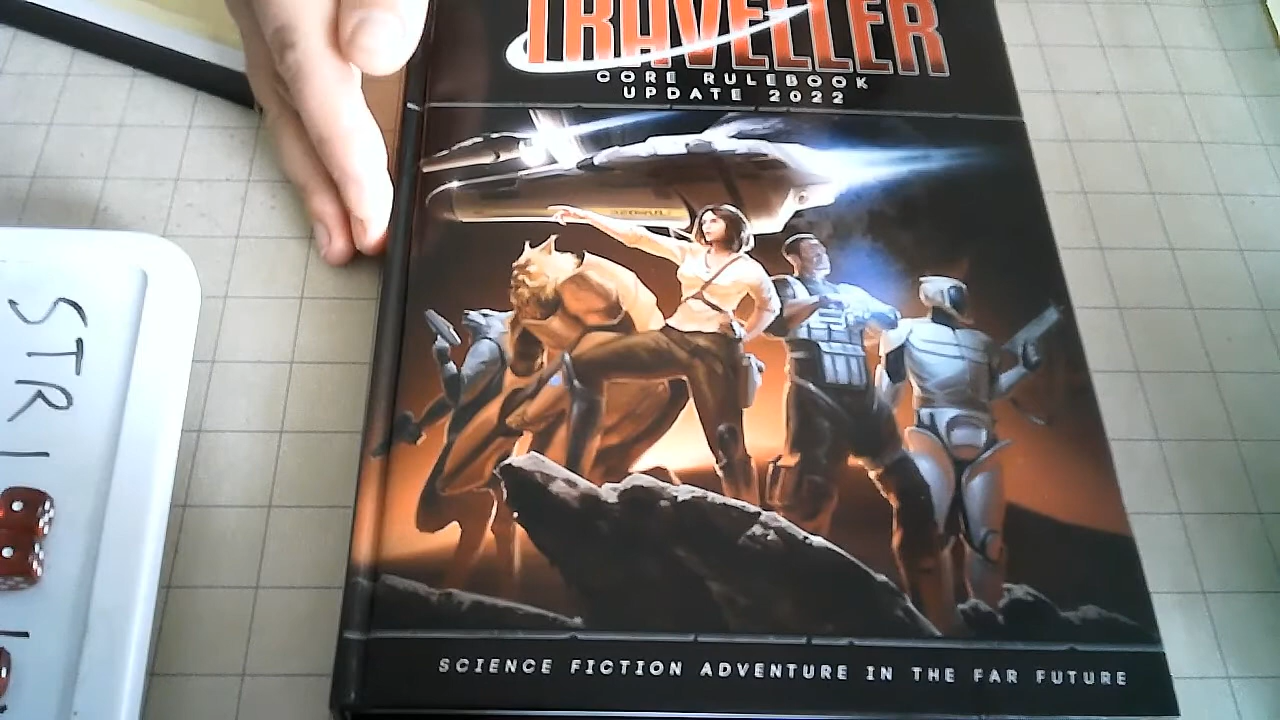 TRAVELLER
CORE RULEBOOK
UPDATE 2022
SCIENCE FICTION ADVENTURE IN THE FAR FUTURE
STR